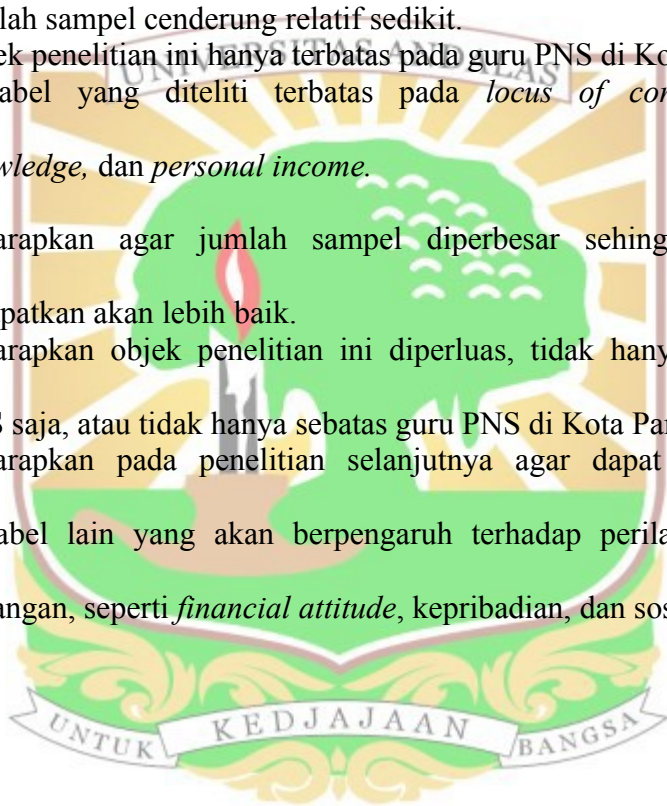 lah sampel cenderung relatif sedikit.
ek penelitian ini hanya terbatas pada guru PNS di Ko
UNIVERSITAS ANDALAS
abel yang diteliti terbatas pada locus of con
wledge, dan personal income.
arapkan agar jumlah sampel diperbesar sehing
patkan akan lebih baik.
arapkan objek penelitian ini diperluas, tidak hany
S saja, atau tidak hanya sebatas guru PNS di Kota Par
arapkan pada penelitian selanjutnya agar dapat
abel lain yang akan berpengaruh terhadap perila
angan, seperti financial attitude, kepribadian, dan sos
UNTUK KEDJAJAAN BANGSA